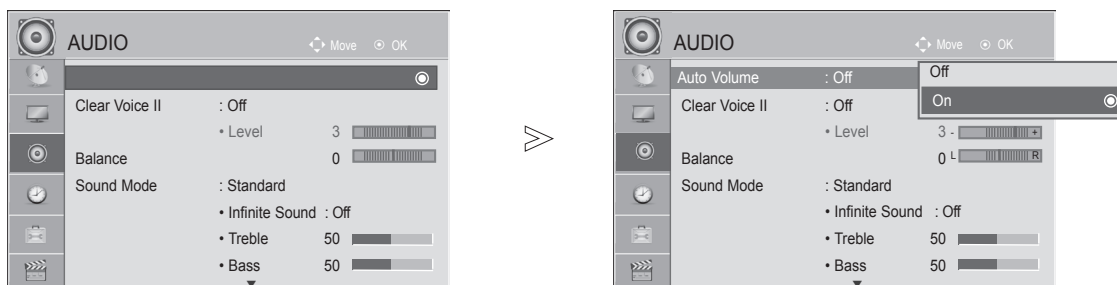 AUDIO
Move
OK
Clear Voice II : Off
• Level 3
Balance 0
Sound Mode : Standard
• Infinite Sound : Off
• Treble 50
• Bass 50
AUDIO
Move
OK
Auto Volume : Off
Off
On
Clear Voice II : Off
• Level 3 - +
Balance 0 L R
Sound Mode : Standard
• Infinite Sound : Off
• Treble 50
• Bass 50